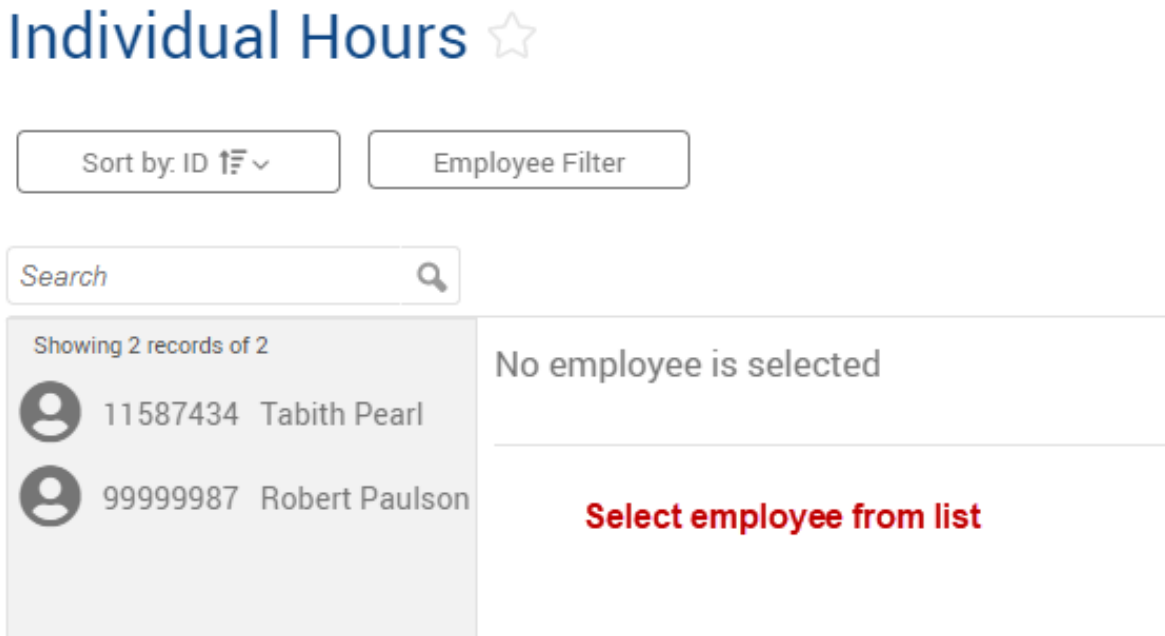 Individual Hours
Sort by: ID
Employee Filter
Search
Showing 2 records of 2
No employee is selected
11587434 Tabith Pearl
99999987 Robert Paulson
Select employee from list